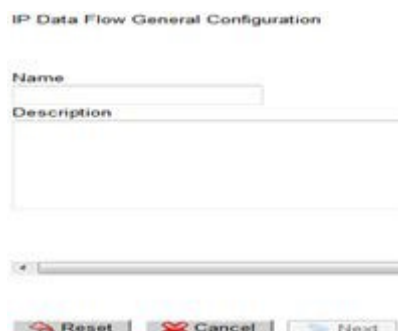 IP Data Flow General Configuration
Name
Description
Reset Cancel Next